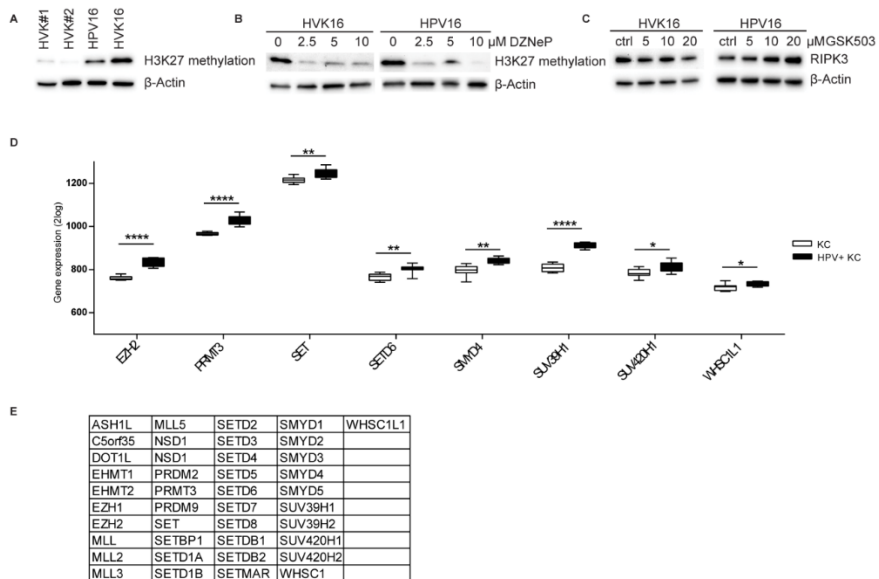 A
HVK#1 HVK#2 HPV16 HVK16
H3K27 methylation
β-Actin
B
HVK16 HPV16
0 2.5 5 10 0 2.5 5 10 µM DZNeP
H3K27 methylation
β-Actin
C
HVK16 HPV16
ctrl 5 10 20 ctrl 5 10 20 µMGSK503
RIPK3
β-Actin
D
Gene expression (2log)
1200
1000
800
600
**** **** ** ** ** **** * *
KC
HPV+ KC
EZH2 PRMT3 SET SETD6 SMYD4 SUV39H1 SUV420H1 WHSC1L1
E
ASH1L MLL5 SETD2 SMYD1 WHSC1L1
C5orf35 NSD1 SETD3 SMYD2
DOT1L NSD1 SETD4 SMYD3
EHMT1 PRDM2 SETD5 SMYD4
EHMT2 PRMT3 SETD6 SMYD5
EZH1 PRDM9 SETD7 SUV39H1
EZH2 SET SETD8 SUV39H2
MLL SETBP1 SETDB1 SUV420H1
MLL2 SETD1A SETDB2 SUV420H2
MLL3 SETD1B SETMAR WHSC1